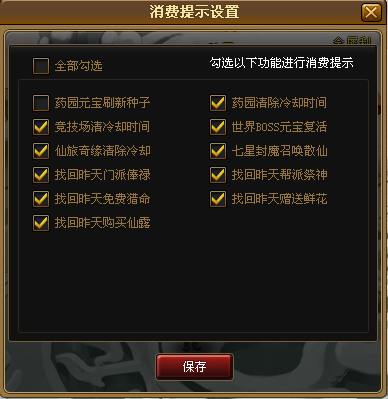 消费提示设置
全部勾选 勾选以下功能进行消费提示
药园元宝刷新种子 药园清除冷却时间
竞技场清冷却时间 世界BOSS元宝复活
仙旅奇缘清除冷却 七星封魔召唤散仙
找回昨天门派俸禄 找回昨天帮派祭神
找回昨天免费猎命 找回昨天赠送鲜花
找回昨天购买仙露
保存